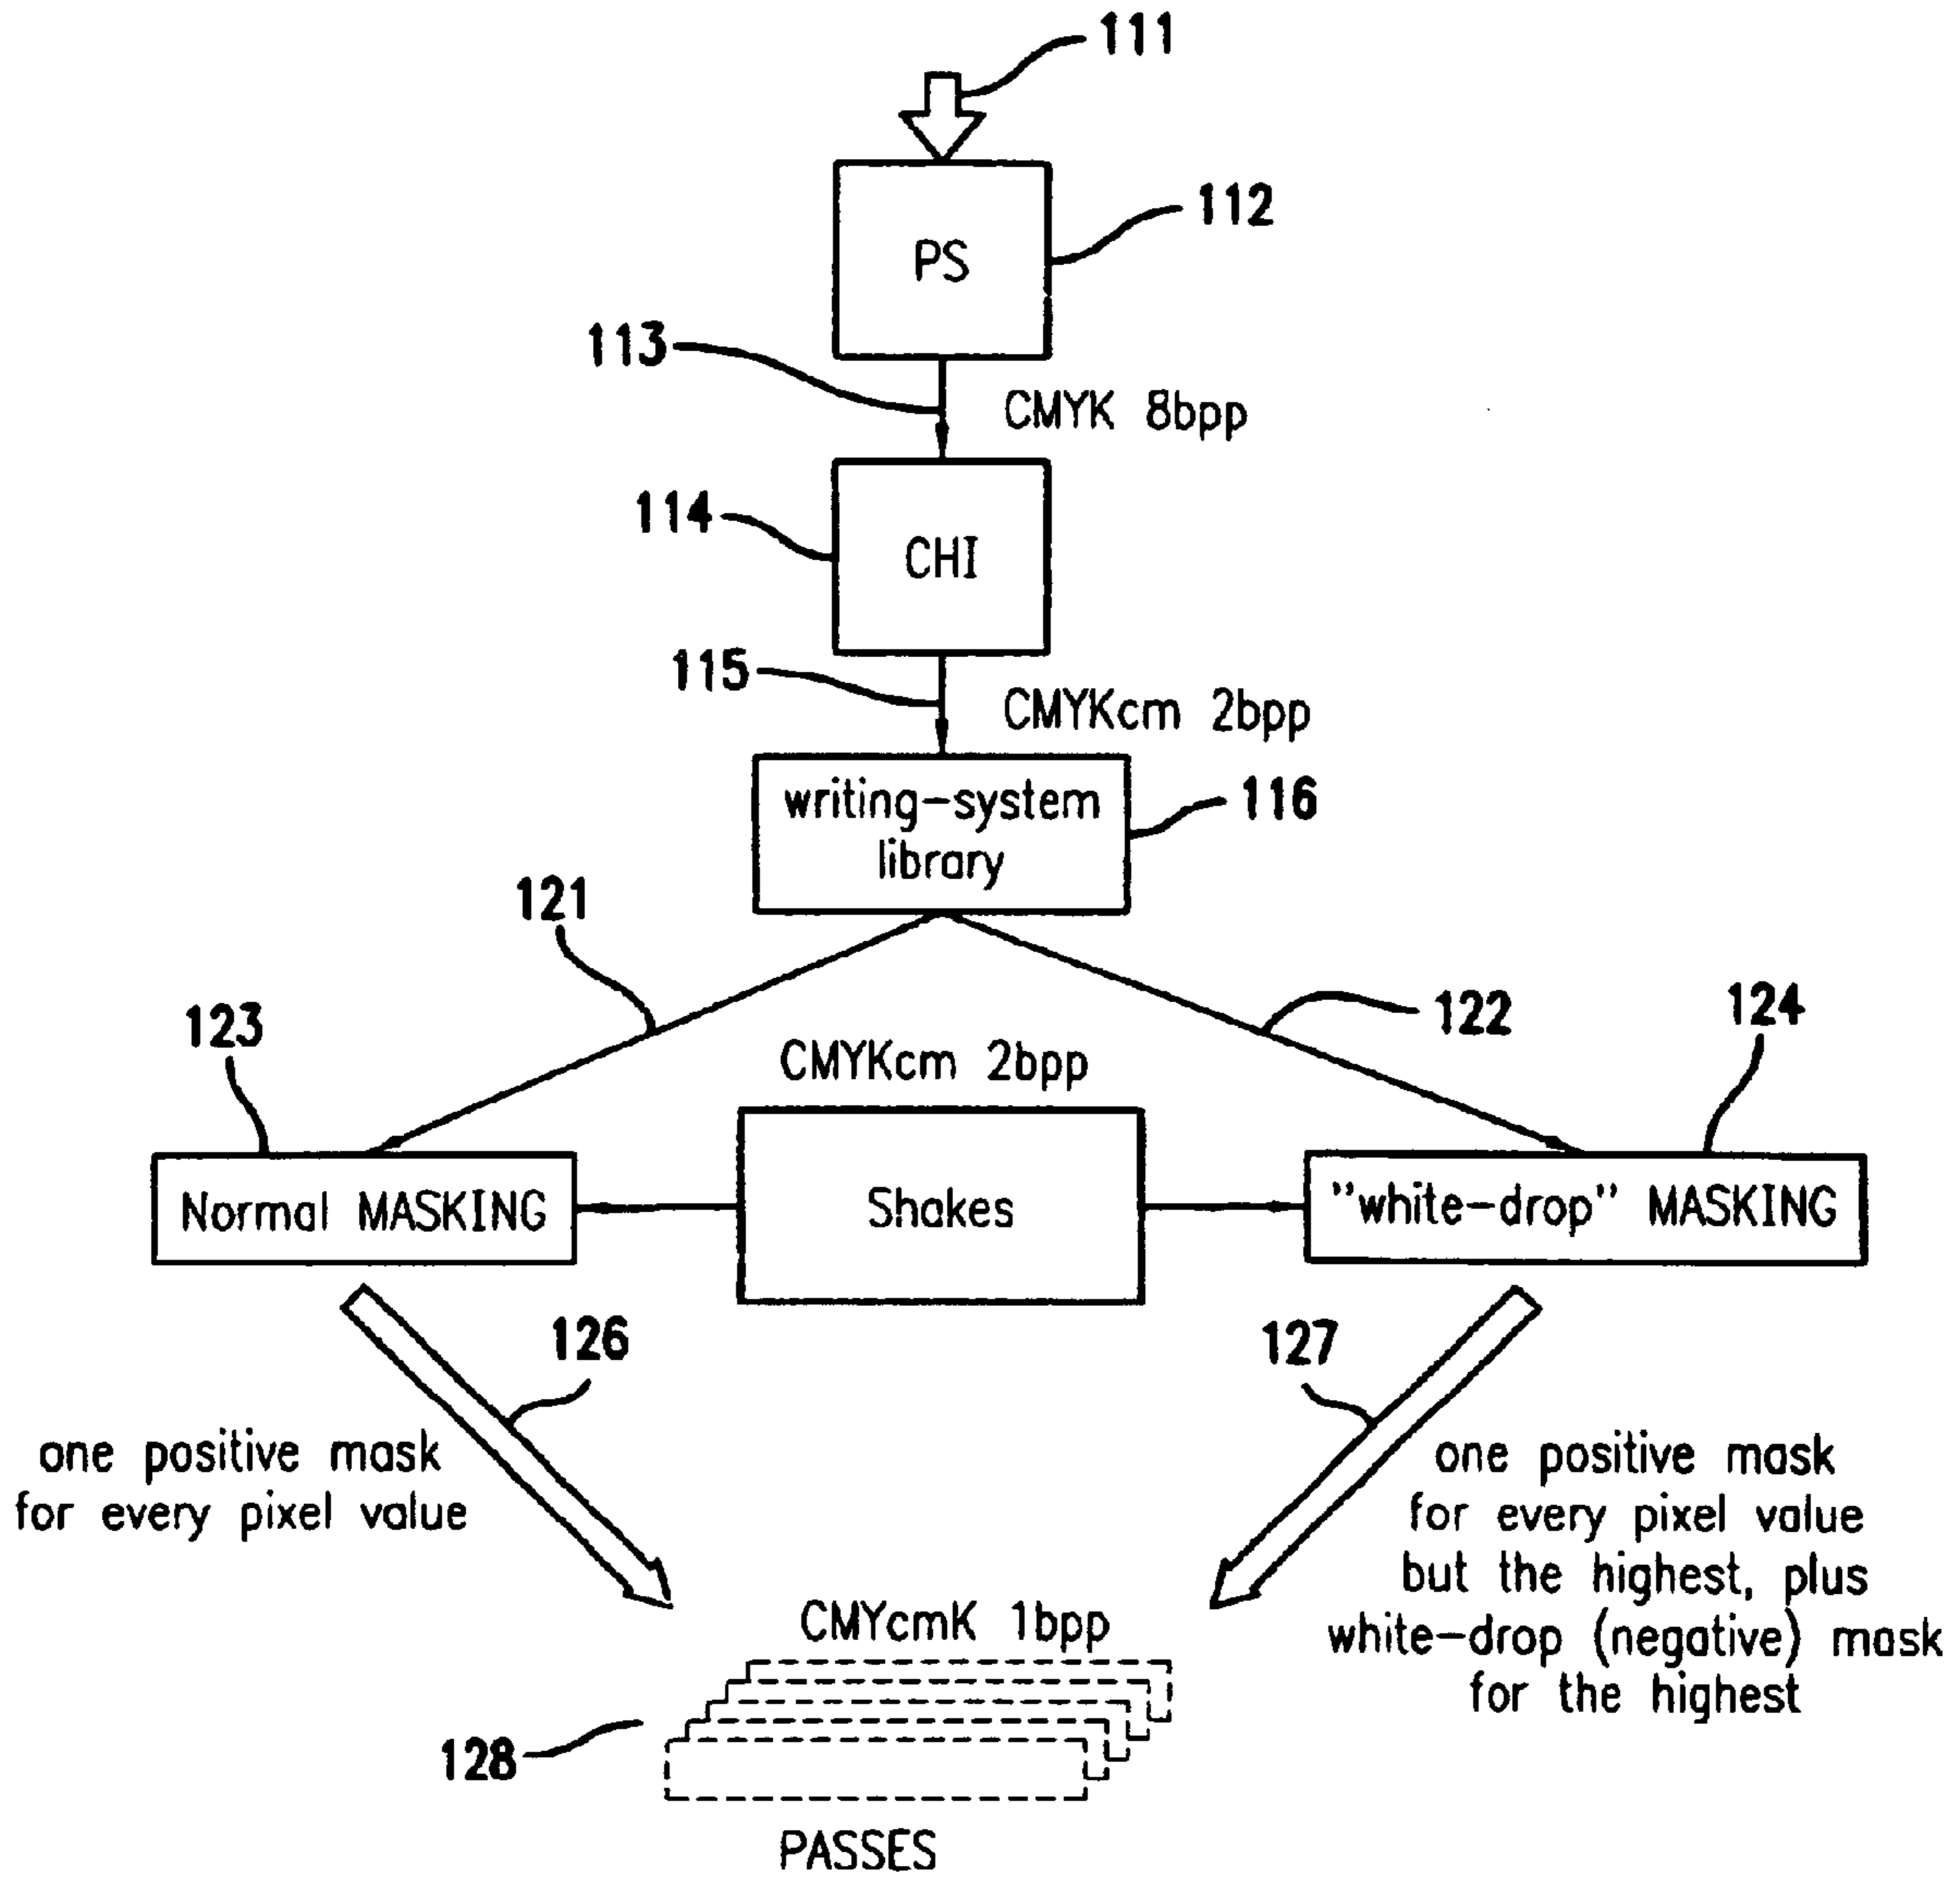 111
112
PS
113
CMYK 8bpp
114
CHI
115
CMYKcm 2bpp
writing-system
library
116
121
122
123
124
CMYKcm 2bpp
Normal MASKING
Shakes
"white-drop" MASKING
126
127
one positive mask
for every pixel value
one positive mask
for every pixel value
but the highest, plus
white-drop (negative) mask
for the highest
CMYcmK 1bpp
128
PASSES